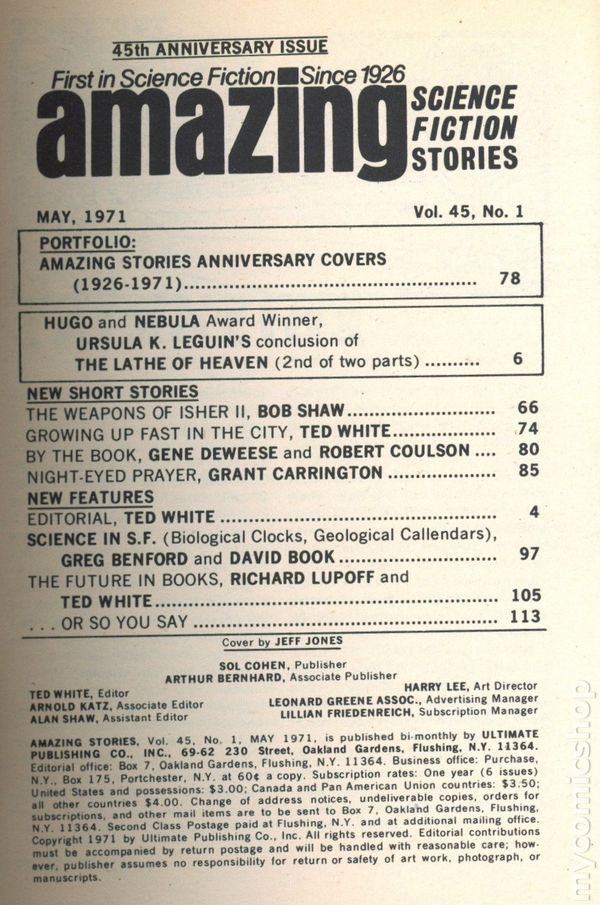 45th ANNIVERSARY ISSUE
First in Science Fiction Since 1926
amazing SCIENCE
FICTION
STORIES
MAY, 1971 Vol. 45, No. 1
PORTFOLIO:
AMAZING STORIES ANNIVERSARY COVERS
(1926-1971)................................................ 78
HUGO and NEBULA Award Winner,
URSULA K. LEGUIN'S conclusion of
THE LATHE OF HEAVEN (2nd of two parts) .......... 6
NEW SHORT STORIES
THE WEAPONS OF ISHER II, BOB SHAW.......................... 66
GROWING UP FAST IN THE CITY, TED WHITE.................. 74
BY THE BOOK, GENE DEWEESE and ROBERT COULSON .... 80
NIGHT-EYED PRAYER, GRANT CARRINGTON ................... 85
NEW FEATURES
EDITORIAL, TED WHITE ................................................ 4
SCIENCE IN S.F. (Biological Clocks, Geological Callendars),
GREG BENFORD and DAVID BOOK ........................... 97
THE FUTURE IN BOOKS, RICHARD LUPOFF and
TED WHITE............................................................ 105
. . . OR SO YOU SAY ..................................................... 113
Cover by JEFF JONES
SOL COHEN, Publisher
ARTHUR BERNHARD, Associate Publisher
TED WHITE, Editor HARRY LEE, Art Director
ARNOLD KATZ, Associate Editor LEONARD GREENE ASSOC., Advertising Manager
ALAN SHAW, Assistant Editor LILLIAN FRIEDENREICH, Subscription Manager
AMAZING STORIES, Vol. 45, No. 1, MAY 1971, is published bi-monthly by ULTIMATE
PUBLISHING CO., INC., 69-62 230 Street, Oakland Gardens, Flushing, N.Y. 11364.
Editorial office: Box 7, Oakland Gardens, Flushing, N.Y. 11364. Business office: Purchase,
N.Y., Box 175, Portchester, N.Y. at 60¢ a copy. Subscription rates: One year (6 issues)
United States and possessions: $3.00; Canada and Pan American Union countries: $3.50;
all other countries $4.00. Change of address notices, undeliverable copies, orders for
subscriptions, and other mail items are to be sent to Box 7, Oakland Gardens, Flushing,
N.Y. 11364. Second Class Postage paid at Flushing, N.Y. and at additional mailing office.
Copyright 1971 by Ultimate Publishing Co., Inc. All rights reserved. Editorial contributions
must be accompanied by return postage and will be handled with reasonable care; how-
ever, publisher assumes no responsibility for return or safety of art work, photograph, or
manuscripts.
mycomicshop